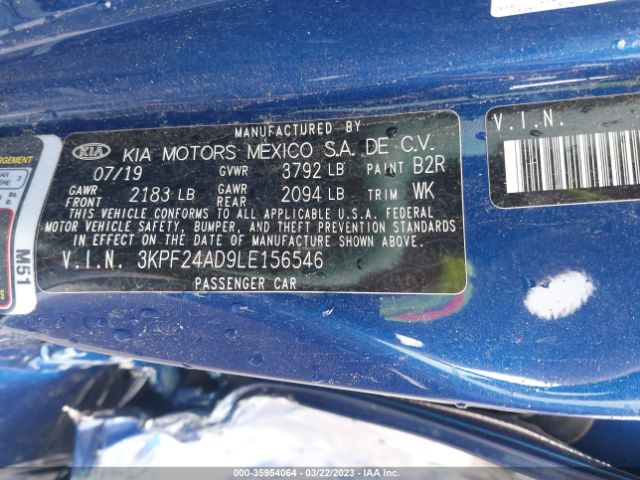 MANUFACTURED BY
KIA KIA MOTORS MEXICO S.A. DE C.V.
07/19 GVWR 3792 LB PAINT B2R
GAWR FRONT 2183 LB GAWR REAR 2094 LB TRIM WK
THIS VEHICLE CONFORMS TO ALL APPLICABLE U.S.A. FEDERAL
MOTOR VEHICLE SAFETY, BUMPER, AND THEFT PREVENTION STANDARDS
IN EFFECT ON THE DATE OF MANUFACTURE SHOWN ABOVE.
V.I.N. 3KPF24AD9LE156546
PASSENGER CAR
V.I.N.
M51
000-35954064 - 03/22/2023 - IAA Inc.